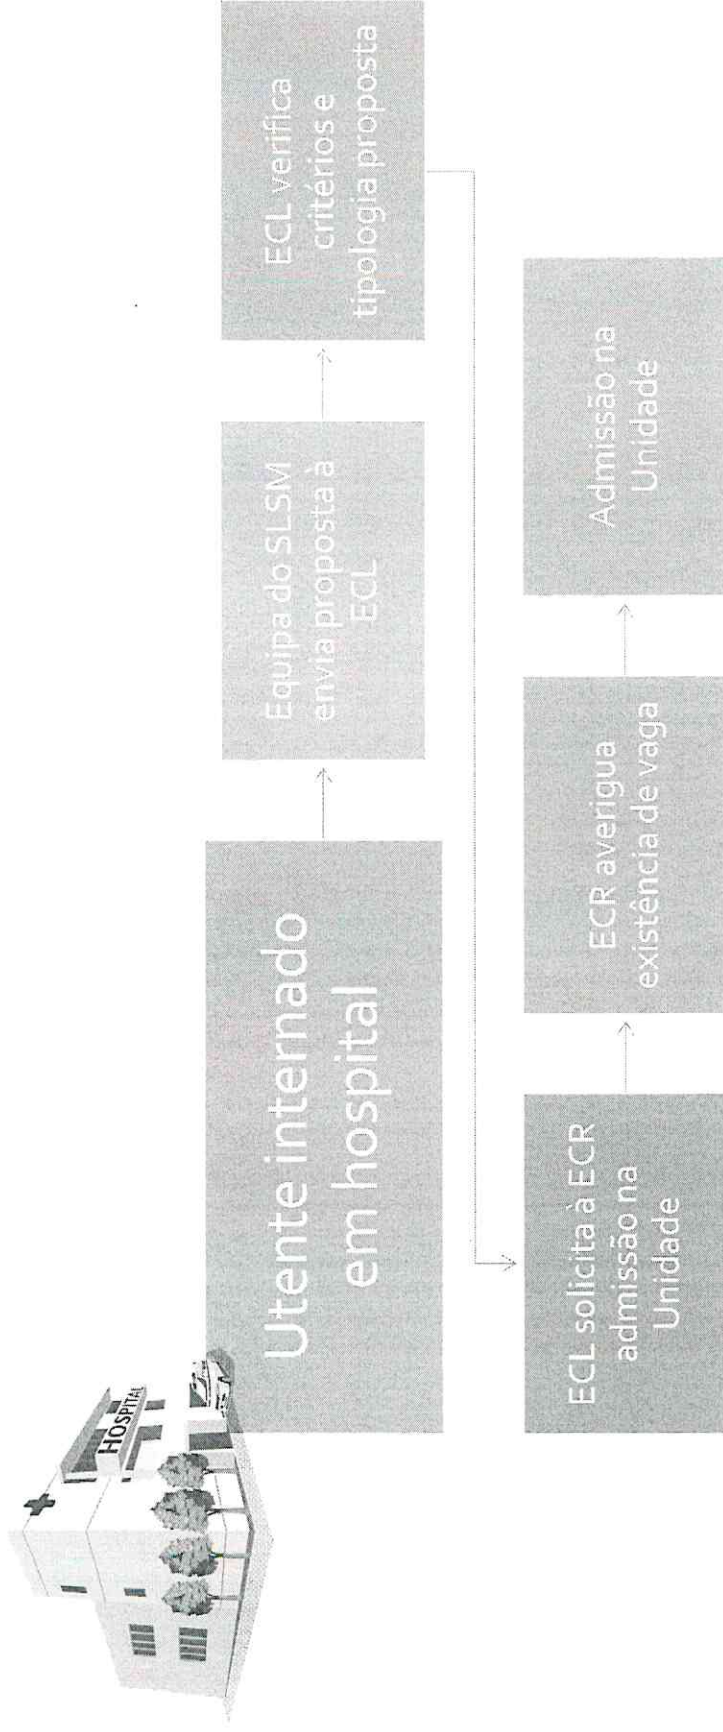 HOSPITAL
Utente internado
em hospital
Equipa do SLSM
envia proposta à
ECL
ECL verifica
critérios e
tipologia proposta
ECL solicita à ECR
admissão na
Unidade
ECR averigua
existência de vaga
Admissão na
Unidade